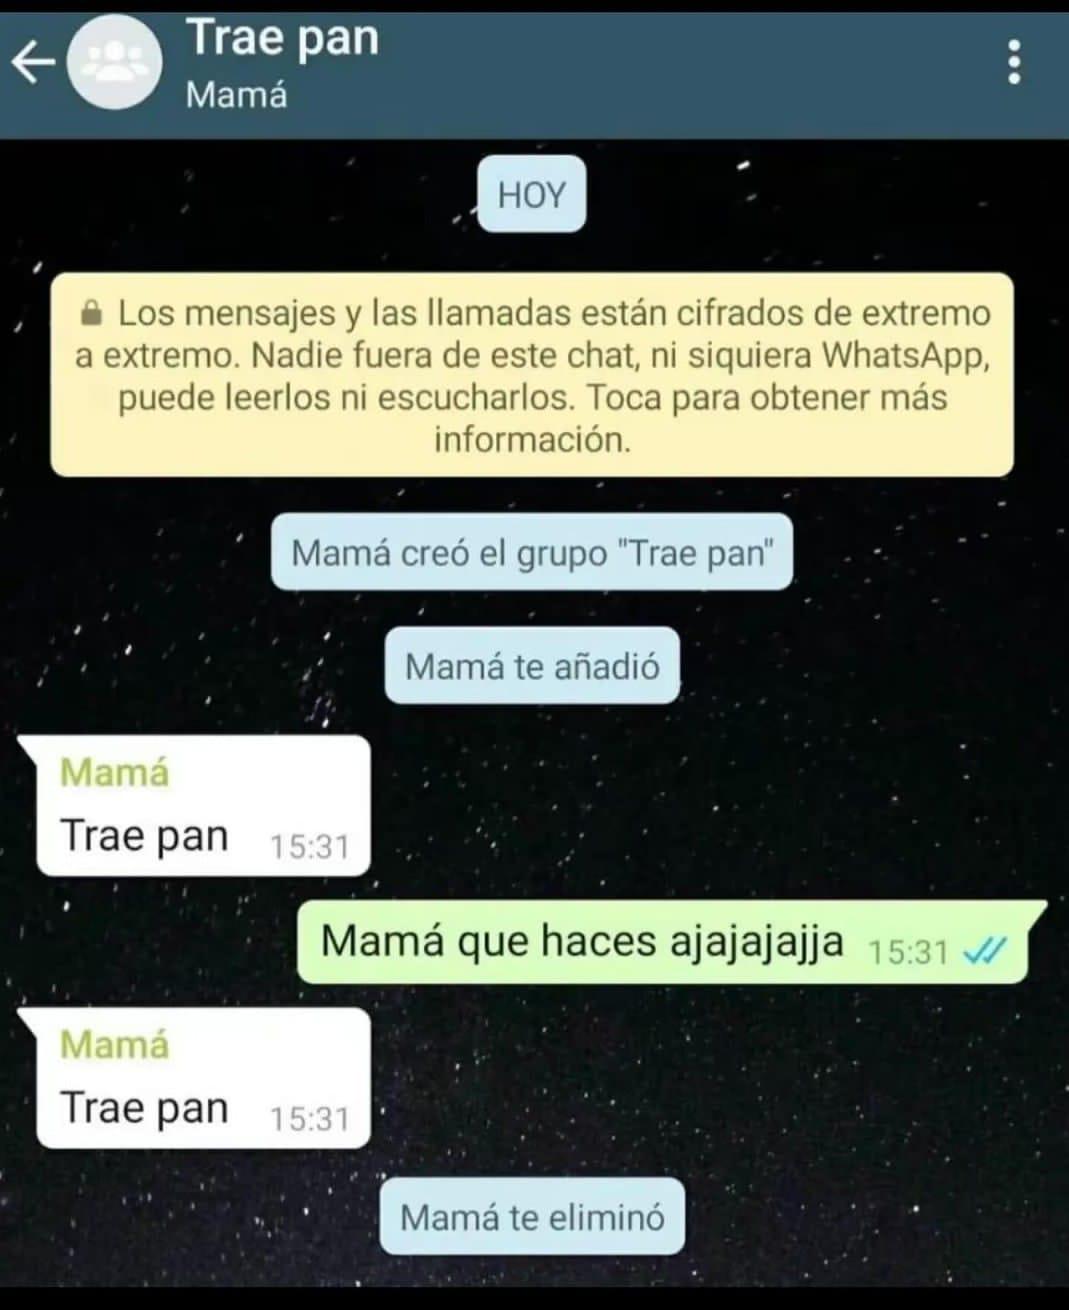 Trae pan
Mamá
HOY
Los mensajes y las llamadas están cifrados de extremo
a extremo. Nadie fuera de este chat, ni siquiera WhatsApp,
puede leerlos ni escucharlos. Toca para obtener más
información.
Mamá creó el grupo "Trae pan"
Mamá te añadió
Mamá
Trae pan 15:31
Mamá que haces ajajajajja 15:31
Mamá
Trae pan 15:31
Mamá te eliminó